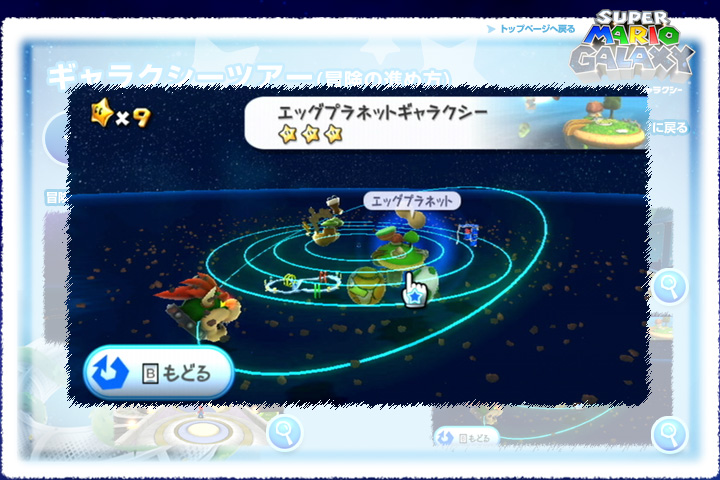 トップページへ戻る
SUPER
MARIO
GALAXY
ギャラクシーツアー(冒険の進め方)
×9
エッグプラネットギャラクシー
に戻る
冒険
エッグプラネット
B もどる
B もどる